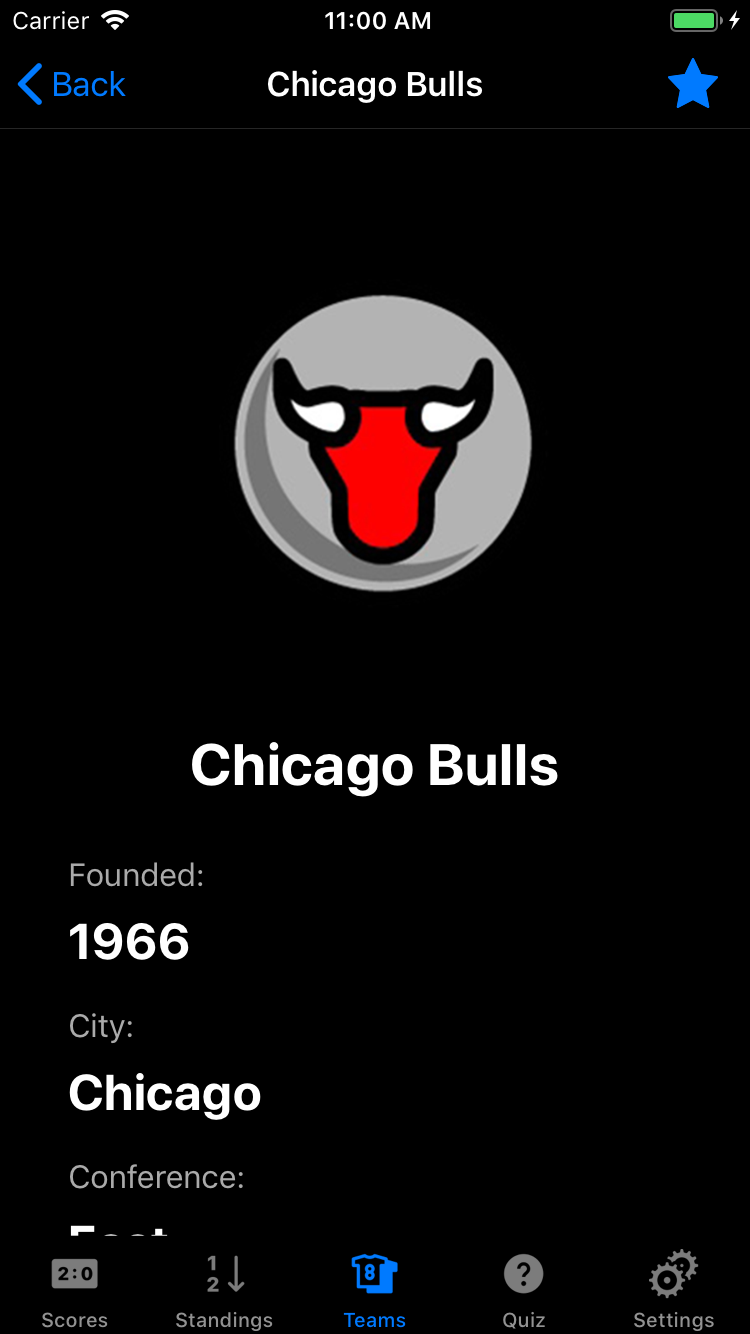 Carrier 11:00 AM
Back Chicago Bulls
Chicago Bulls
Founded:
1966
City:
Chicago
Conference:
East
2:0 1 2 8 ?
Scores Standings Teams Quiz Settings